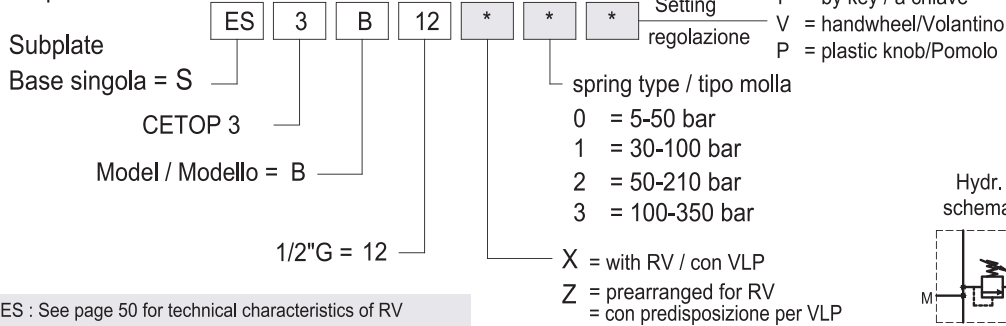 = by key / a chiave
Setting
regolazione
V = handwheel/Volantino
P = plastic knob/Pomolo
ES 3 B 12 * * *
Subplate
Base singola = S
spring type / tipo molla
CETOP 3
0 = 5-50 bar
1 = 30-100 bar
Model / Modello = B
2 = 50-210 bar
3 = 100-350 bar
Hydr.
schema
1/2"G = 12
X = with RV / con VLP
Z = prearranged for RV
= con predisposizione per VLP
M
ES : See page 50 for technical characteristics of RV